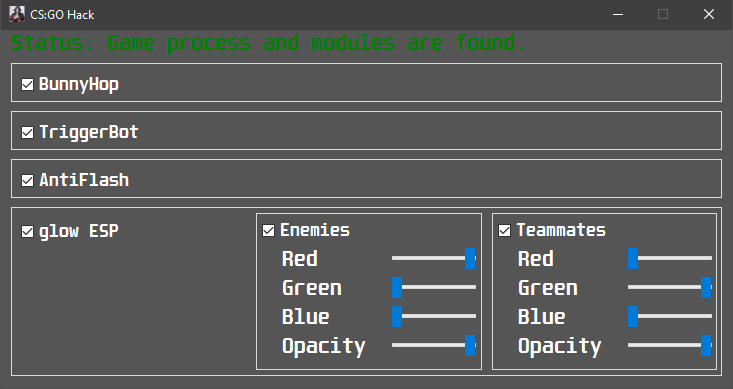 CS:GO Hack
Status: Game process and modules are found.
BunnyHop
TriggerBot
AntiFlash
glow ESP
Enemies
Red
Green
Blue
Opacity
Teammates
Red
Green
Blue
Opacity